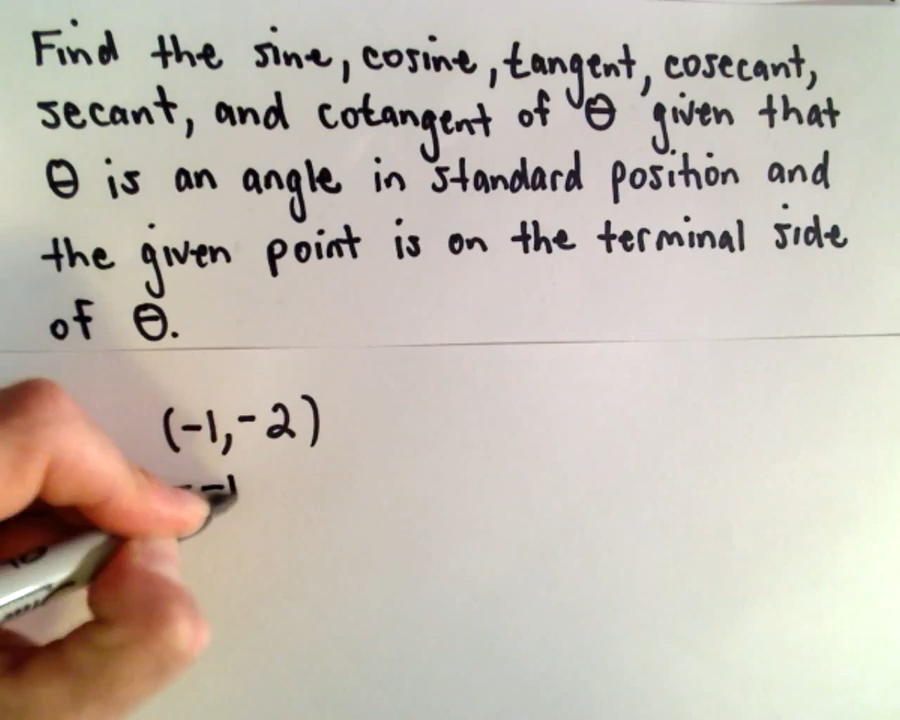 Find the sine, cosine, tangent, cosecant,
secant, and cotangent of θ given that
θ is an angle in standard position and
the given point is on the terminal side
of θ.
(-1,-2)
-1